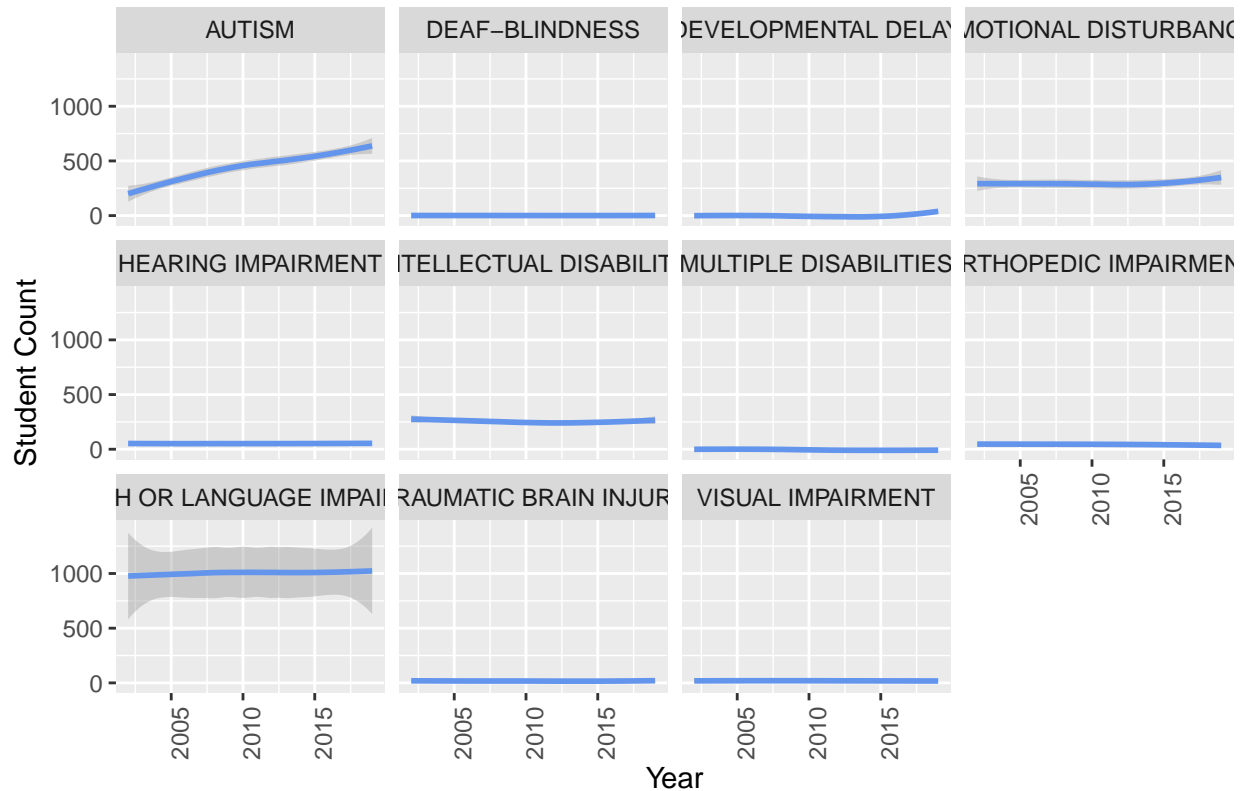 AUTISM
DEAF–BLINDNESS
DEVELOPMENTAL DELAY
MOTIONAL DISTURBANC
1000
500
0
HEARING IMPAIRMENT
NTELLECTUAL DISABILIT
MULTIPLE DISABILITIES
RTHOPEDIC IMPAIRMEN
1000
500
0
2005
2010
2015
H OR LANGUAGE IMPAI
RAUMATIC BRAIN INJUR
VISUAL IMPAIRMENT
1000
500
0
2005
2010
2015
2005
2010
2015
2005
2010
2015
Student Count
Year